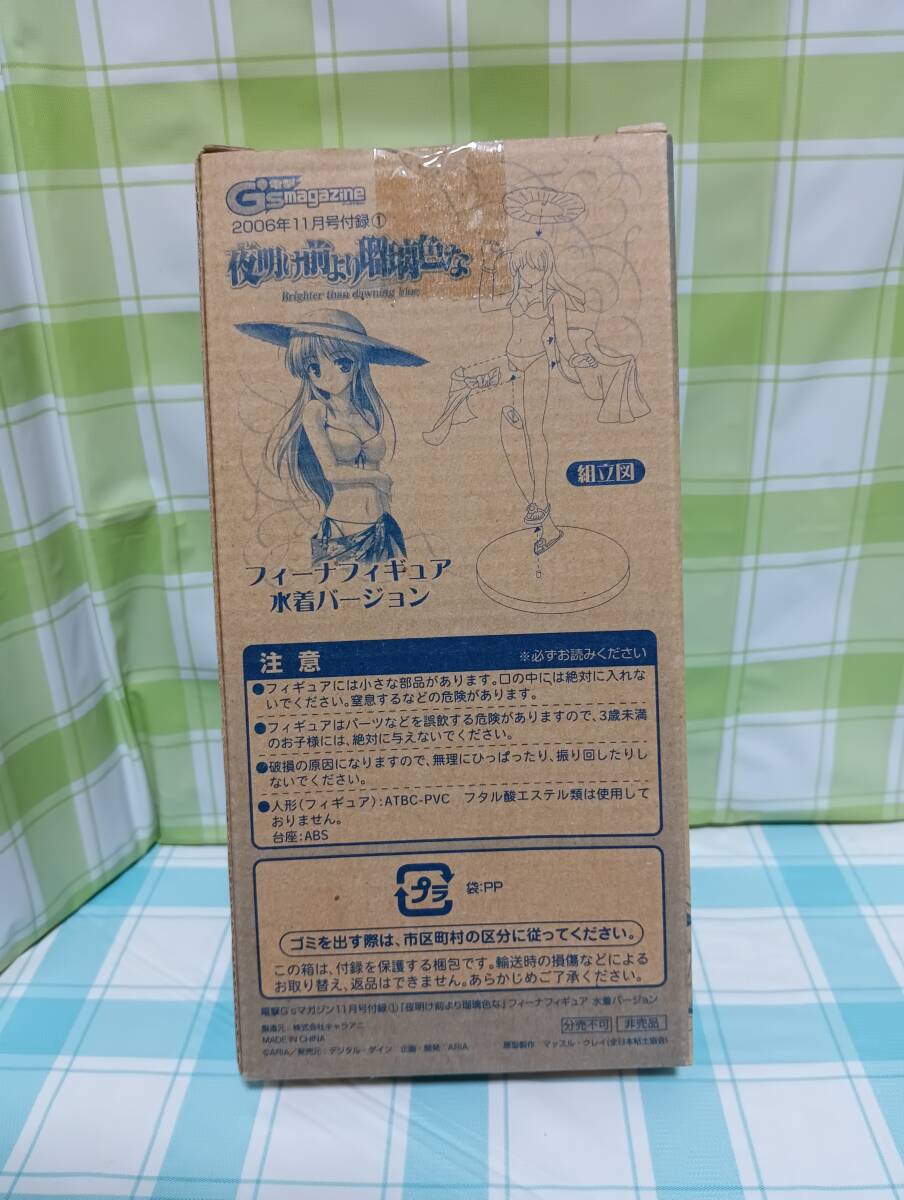 電撃
G'smagazine
2006年11月号付録①
夜明け前より瑠璃色な
Brighter than dawning blue
組立図
フィーナフィギュア
水着バージョン
注意
※必ずお読みください
●フィギュアには小さな部品があります。口の中には絶対に入れな
いでください。窒息するなどの危険があります。
●フィギュアはパーツなどを誤飲する危険がありますので、3歳未満
のお子様には、絶対に与えないでください。
●破損の原因になりますので、無理にひっぱったり、振り回したりし
ないでください。
●人形(フィギュア):ATBC-PVC フタル酸エステル類は使用して
おりません。
台座:ABS
プラ
袋:PP
ゴミを出す際は、市区町村の区分に従ってください。
この箱は、付録を保護する梱包です。輸送時の損傷などによる
お取り替え、返品はできません。あらかじめご了承ください。
電撃G'sマガジン11月号付録①「夜明け前より瑠璃色な」フィーナフィギュア 水着バージョン
製造元:株式会社キャラアニ
分売不可 非売品
MADE IN CHINA
©ARIA/発売元:デジタル・ダイン 企画・開発:ARIA 原型製作 マッスル・クレイ(全日本粘土協会)